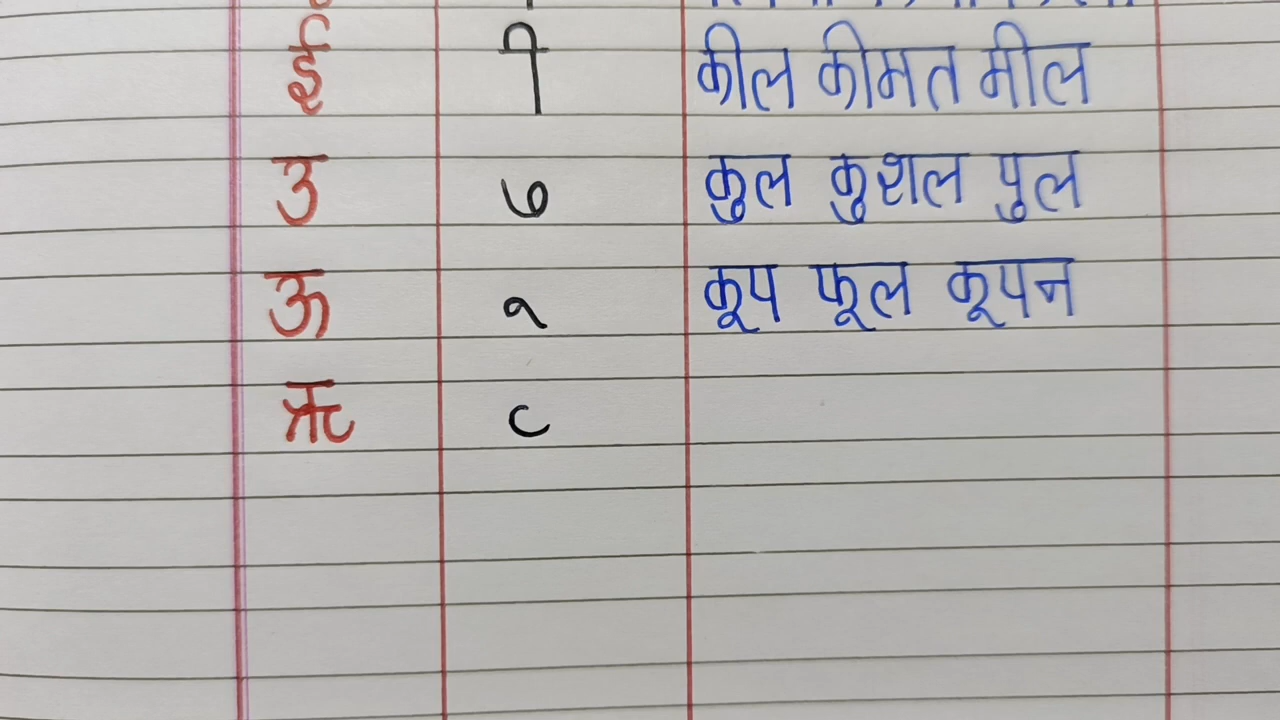 ई ी कील कीमत मील
उ ु कुल कुशल पुल
ऊ ू कूप फूल कूपन
ऋ ृ